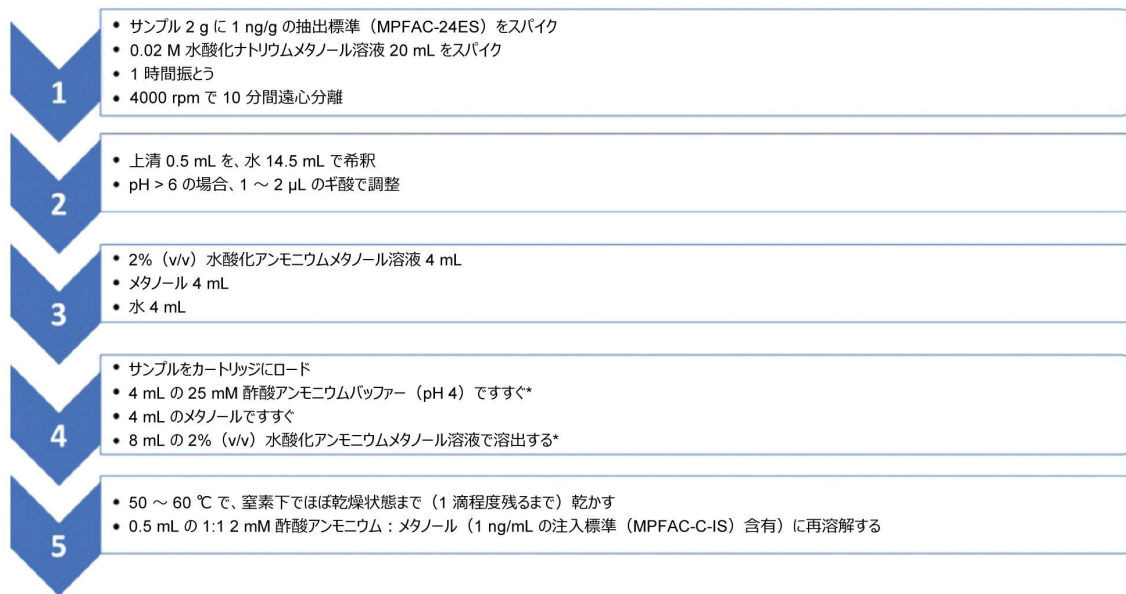 1
• サンプル 2 g に 1 ng/g の抽出標準（MPFAC-24ES）をスパイク
• 0.02 M 水酸化ナトリウムメタノール溶液 20 mL をスパイク
• 1 時間振とう
• 4000 rpm で 10 分間遠心分離
2
• 上清 0.5 mL を、水 14.5 mL で希釈
• pH > 6 の場合、1 ～ 2 µL のギ酸で調整
3
• 2%（v/v）水酸化アンモニウムメタノール溶液 4 mL
• メタノール 4 mL
• 水 4 mL
4
• サンプルをカートリッジにロード
• 4 mL の 25 mM 酢酸アンモニウムバッファー（pH 4）ですすぐ*
• 4 mL のメタノールですすぐ
• 8 mL の 2%（v/v）水酸化アンモニウムメタノール溶液で溶出する*
5
• 50 ～ 60 ℃ で、窒素下でほぼ乾燥状態まで（1 滴程度残るまで）乾かす
• 0.5 mL の 1:1 2 mM 酢酸アンモニウム：メタノール（1 ng/mL の注入標準（MPFAC-C-IS）含有）に再溶解する